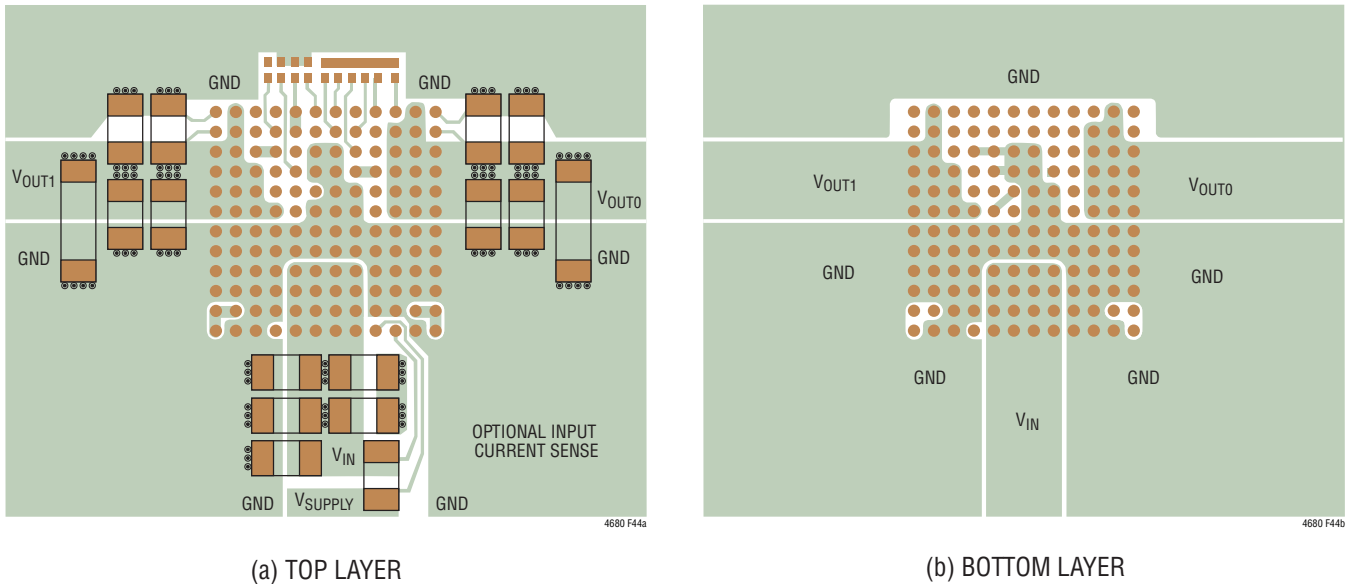 GND
GND
VOUT1
VOUT0
GND
GND
VIN
OPTIONAL INPUT
CURRENT SENSE
GND
VSUPPLY
GND
4680 F44a
(a) TOP LAYER
GND
VOUT1
VOUT0
GND
GND
GND
GND
VIN
4680 F44b
(b) BOTTOM LAYER